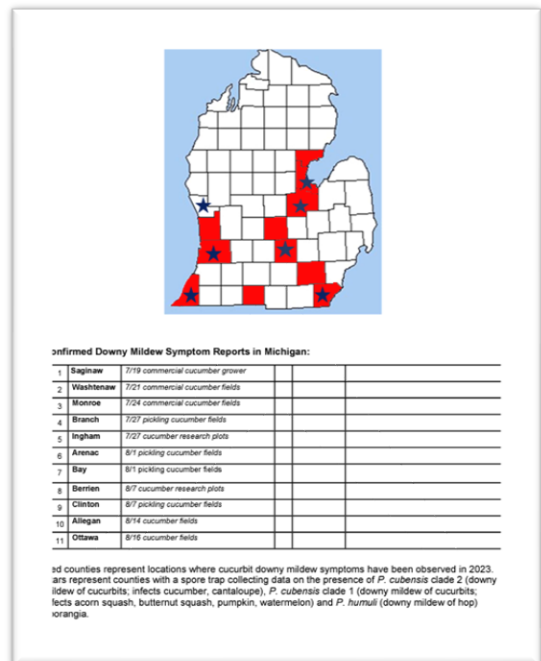 onfirmed Downy Mildew Symptom Reports in Michigan:
1 Saginaw 7/19 commercial cucumber grower
2 Washtenaw 7/21 commercial cucumber fields
3 Monroe 7/24 commercial cucumber fields
4 Branch 7/27 pickling cucumber fields
5 Ingham 7/27 cucumber research plots
6 Arenac 8/1 pickling cucumber fields
7 Bay 8/1 pickling cucumber fields
8 Berrien 8/7 cucumber research plots
9 Clinton 8/7 pickling cucumber fields
10 Allegan 8/14 cucumber fields
11 Ottawa 8/16 cucumber fields
ed counties represent locations where cucurbit downy mildew symptoms have been observed in 2023.
ars represent counties with a spore trap collecting data on the presence of P. cubensis clade 2 (downy
ildew of cucurbits; infects cucumber, cantaloupe), P. cubensis clade 1 (downy mildew of cucurbits;
fects acorn squash, butternut squash, pumpkin, watermelon) and P. humuli (downy mildew of hop)
orangia.